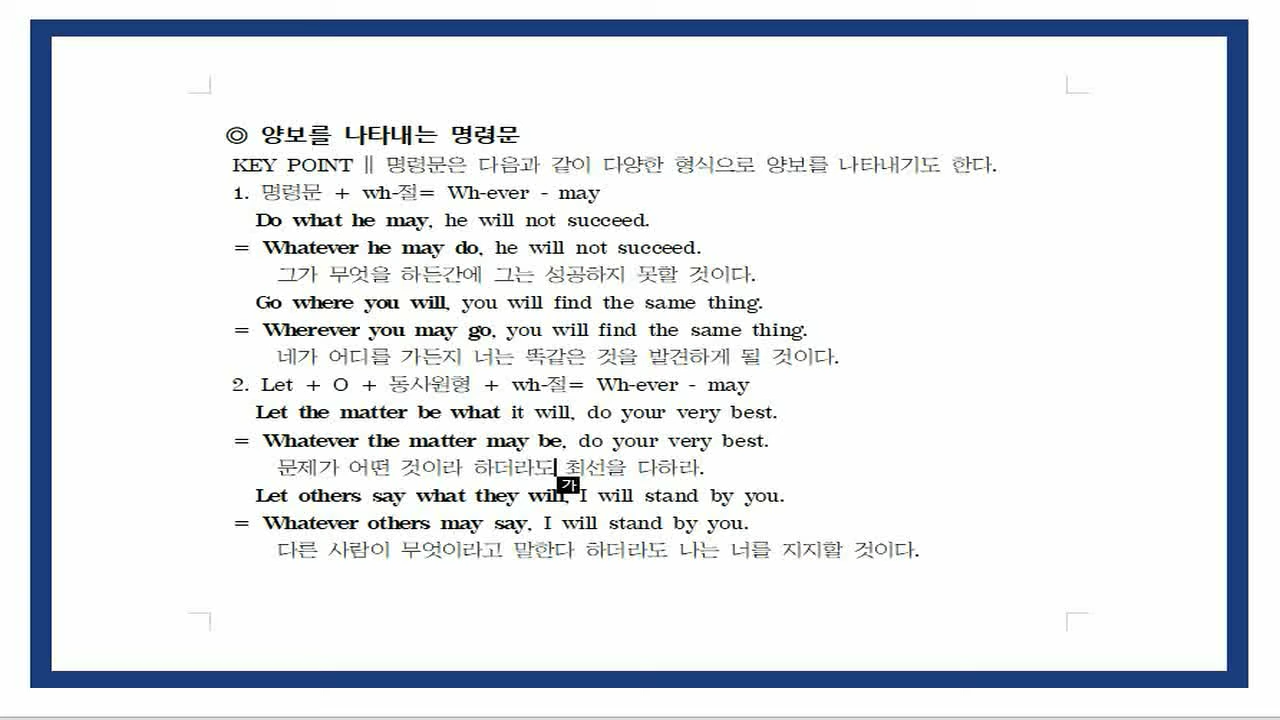 ◎ 양보를 나타내는 명령문
KEY POINT ‖ 명령문은 다음과 같이 다양한 형식으로 양보를 나타내기도 한다.
1. 명령문 + wh-절= Wh-ever - may
Do what he may, he will not succeed.
= Whatever he may do, he will not succeed.
그가 무엇을 하든간에 그는 성공하지 못할 것이다.
Go where you will, you will find the same thing.
= Wherever you may go, you will find the same thing.
네가 어디를 가든지 너는 똑같은 것을 발견하게 될 것이다.
2. Let + O + 동사원형 + wh-절= Wh-ever - may
Let the matter be what it will, do your very best.
= Whatever the matter may be, do your very best.
문제가 어떤 것이라 하더라도 최선을 다하라.
가
Let others say what they will, I will stand by you.
= Whatever others may say, I will stand by you.
다른 사람이 무엇이라고 말한다 하더라도 나는 너를 지지할 것이다.